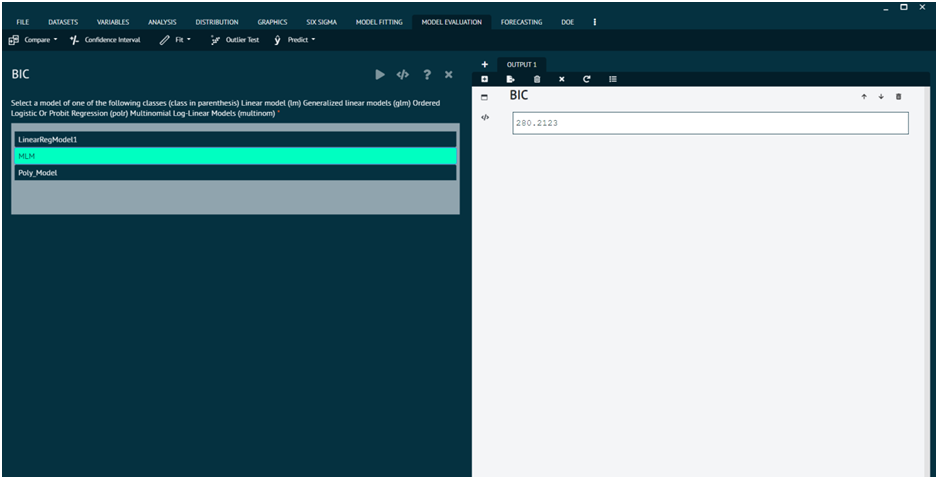 FILE DATASETS VARIABLES ANALYSIS DISTRIBUTION GRAPHICS SIX SIGMA MODEL FITTING MODEL EVALUATION FORECASTING DOE
Compare Confidence Interval Fit Outlier Test ŷ Predict
BIC
Select a model of one of the following classes (class in parenthesis) Linear model (lm) Generalized linear models (glm) Ordered
Logistic Or Probit Regression (polr) Multinomial Log-Linear Models (multinom) `
LinearRegModel1
MLM
Poly_Model
OUTPUT 1
BIC
280.2123